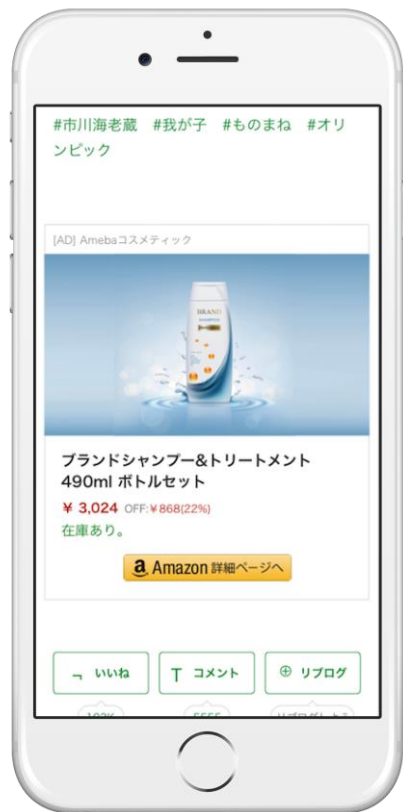 #市川海老蔵 #我が子 #ものまね #オリ
ンピック
[AD] Amebaコスメティック
BRAND
SHAMPOO
ブランドシャンプー&トリートメント
490ml ボトルセット
¥ 3,024 OFF:¥868(22%)
在庫あり。
a Amazon 詳細ページへ
¬ いいね T コメント ⊕ リブログ